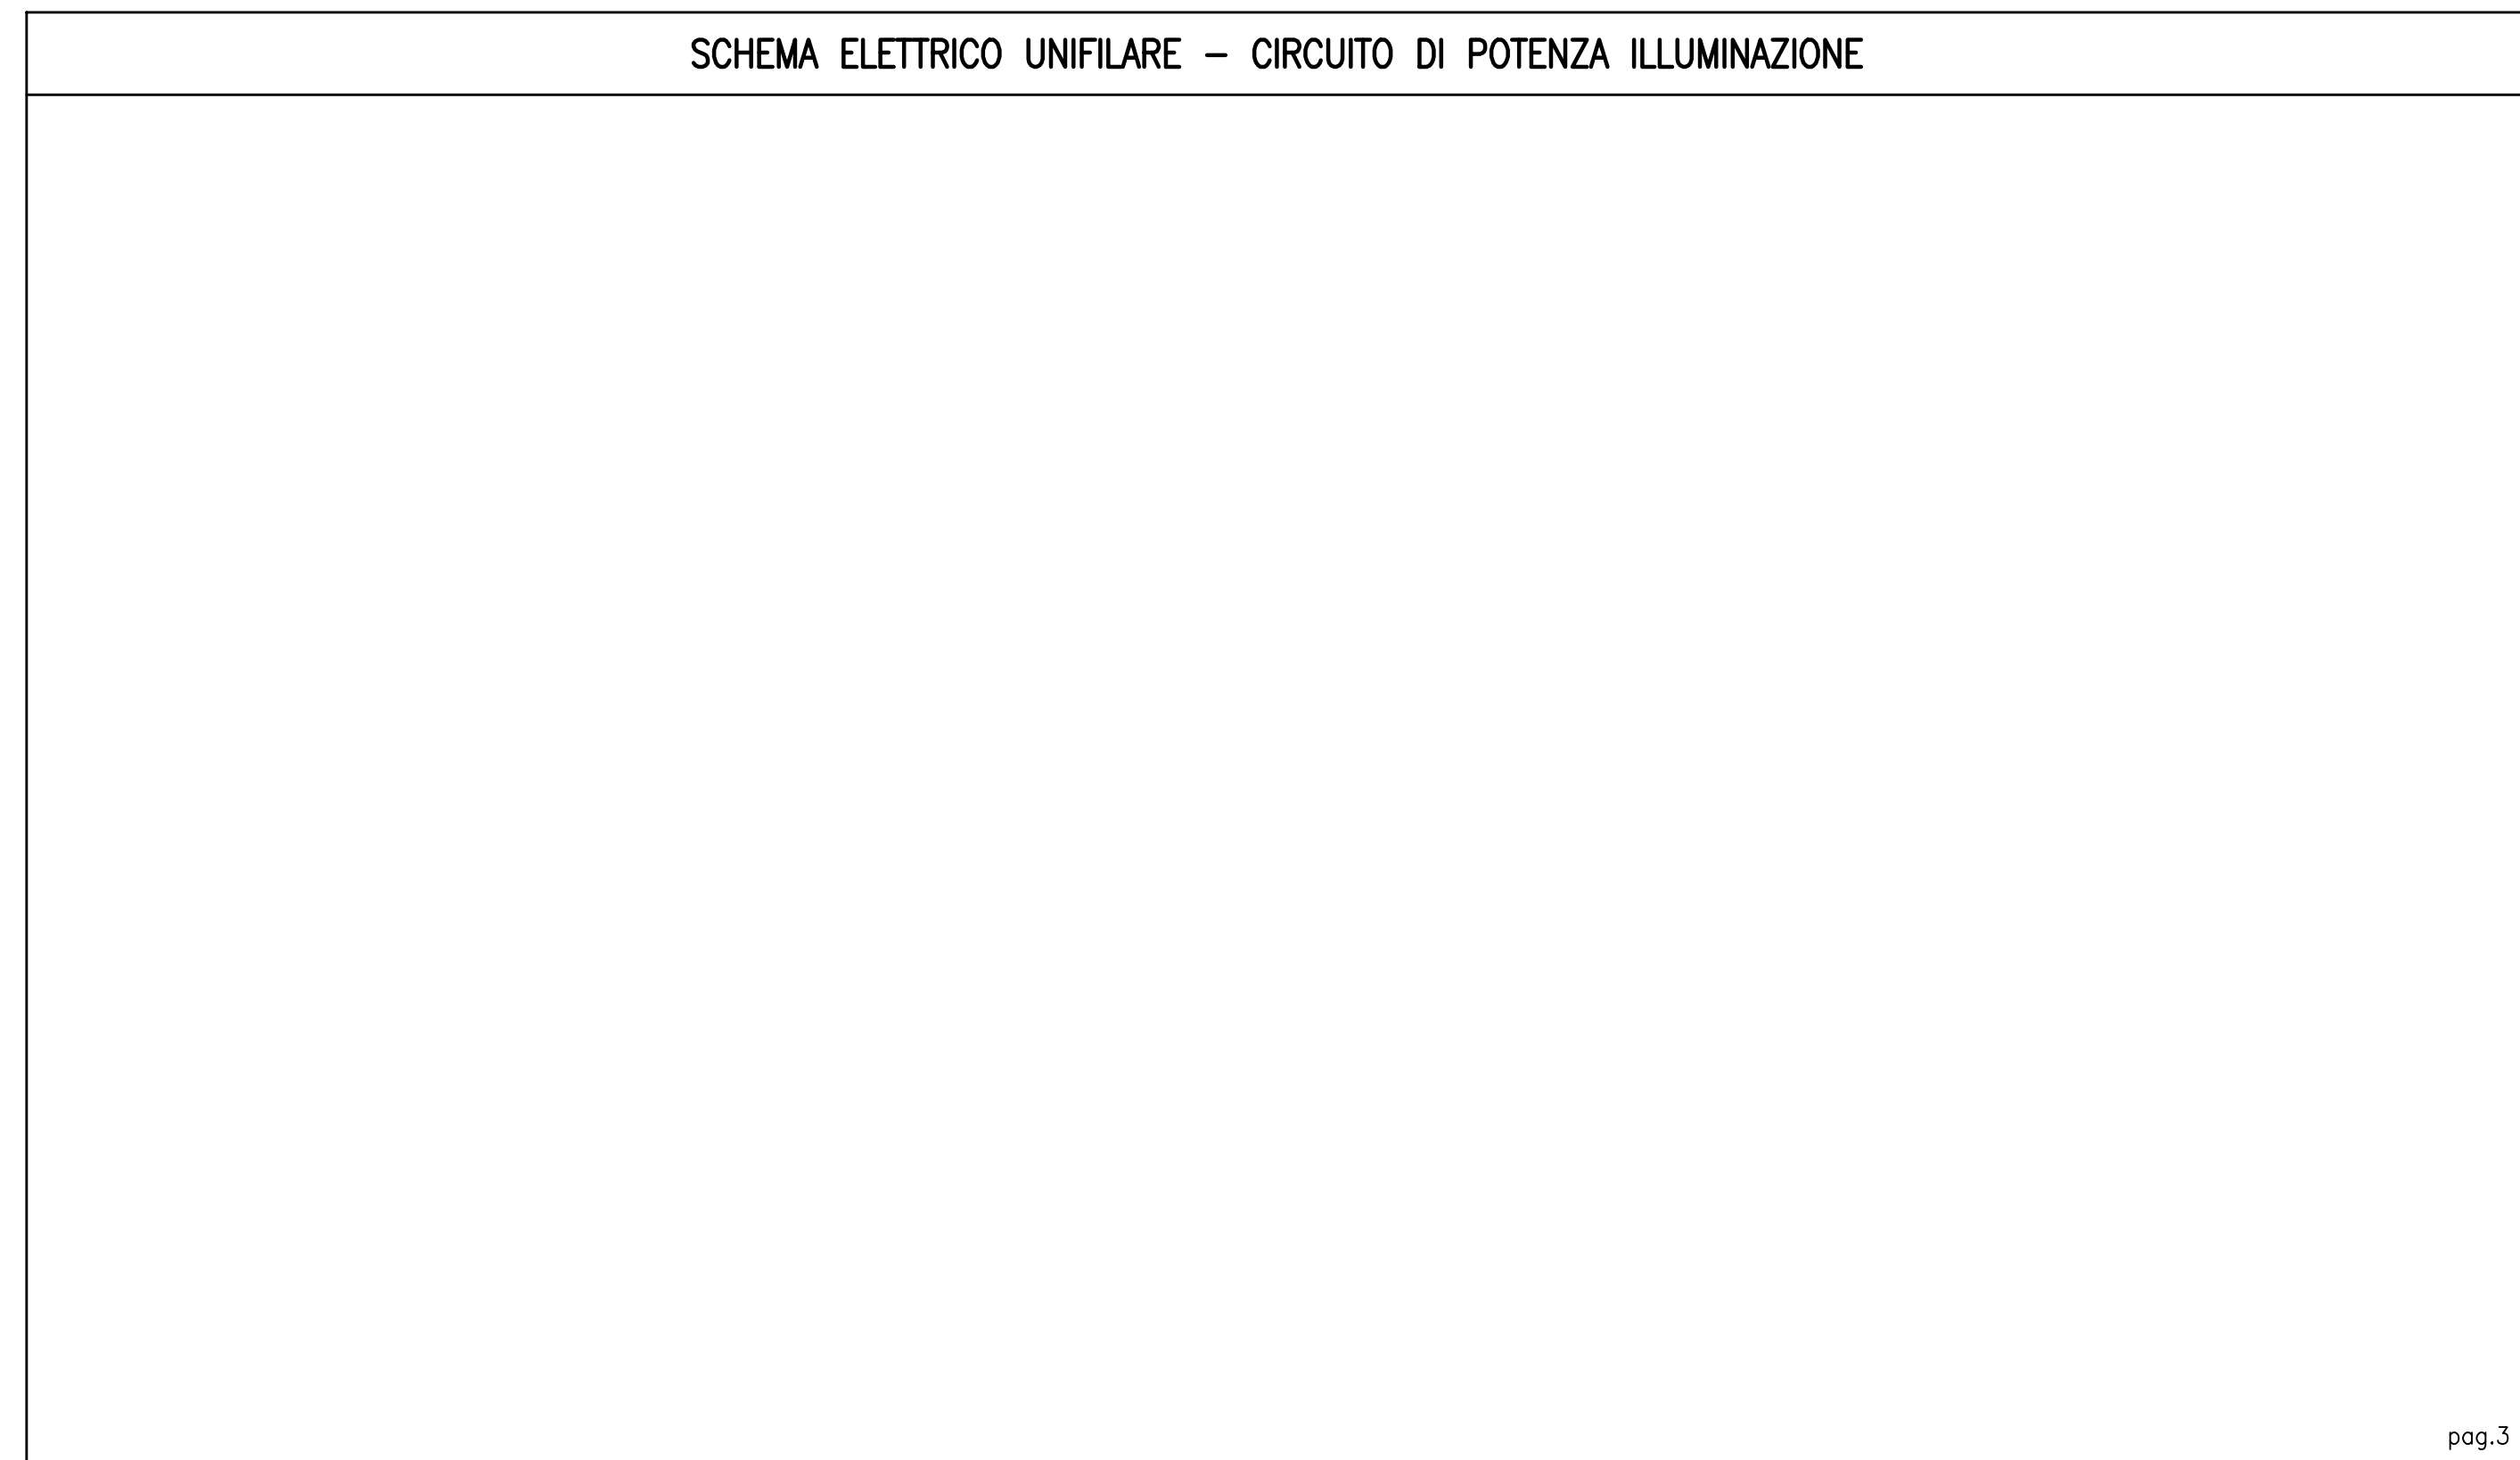 SCHEMA ELETTRICO UNIFILARE – CIRCUITO DI POTENZA ILLUMINAZIONE
pag.3